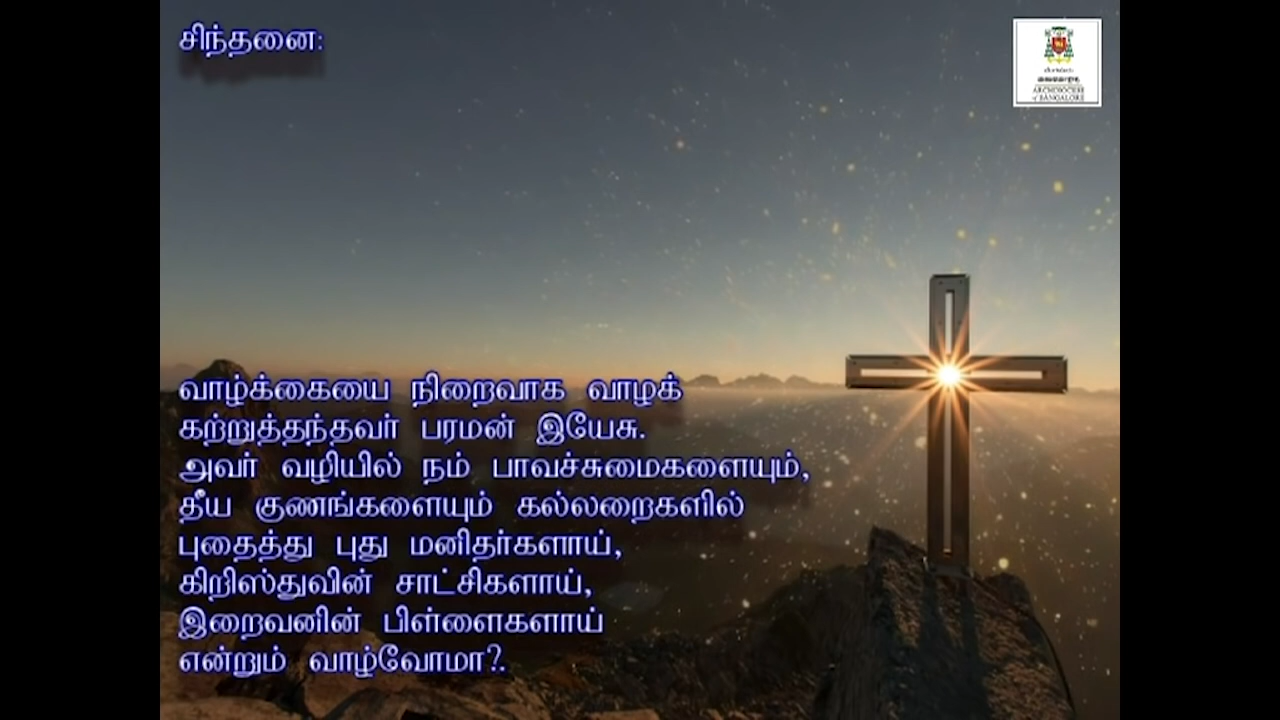 சிந்தனை:
ARCHDIOCESE
of BANGALORE
வாழ்க்கையை நிறைவாக வாழக்
கற்றுத்தந்தவர் பரமன் இயேசு.
அவர் வழியில் நம் பாவச்சுமைகளையும்,
தீய குணங்களையும் கல்லறைகளில்
புதைத்து புது மனிதர்களாய்,
கிறிஸ்துவின் சாட்சிகளாய்,
இறைவனின் பிள்ளைகளாய்
என்றும் வாழ்வோமா?.